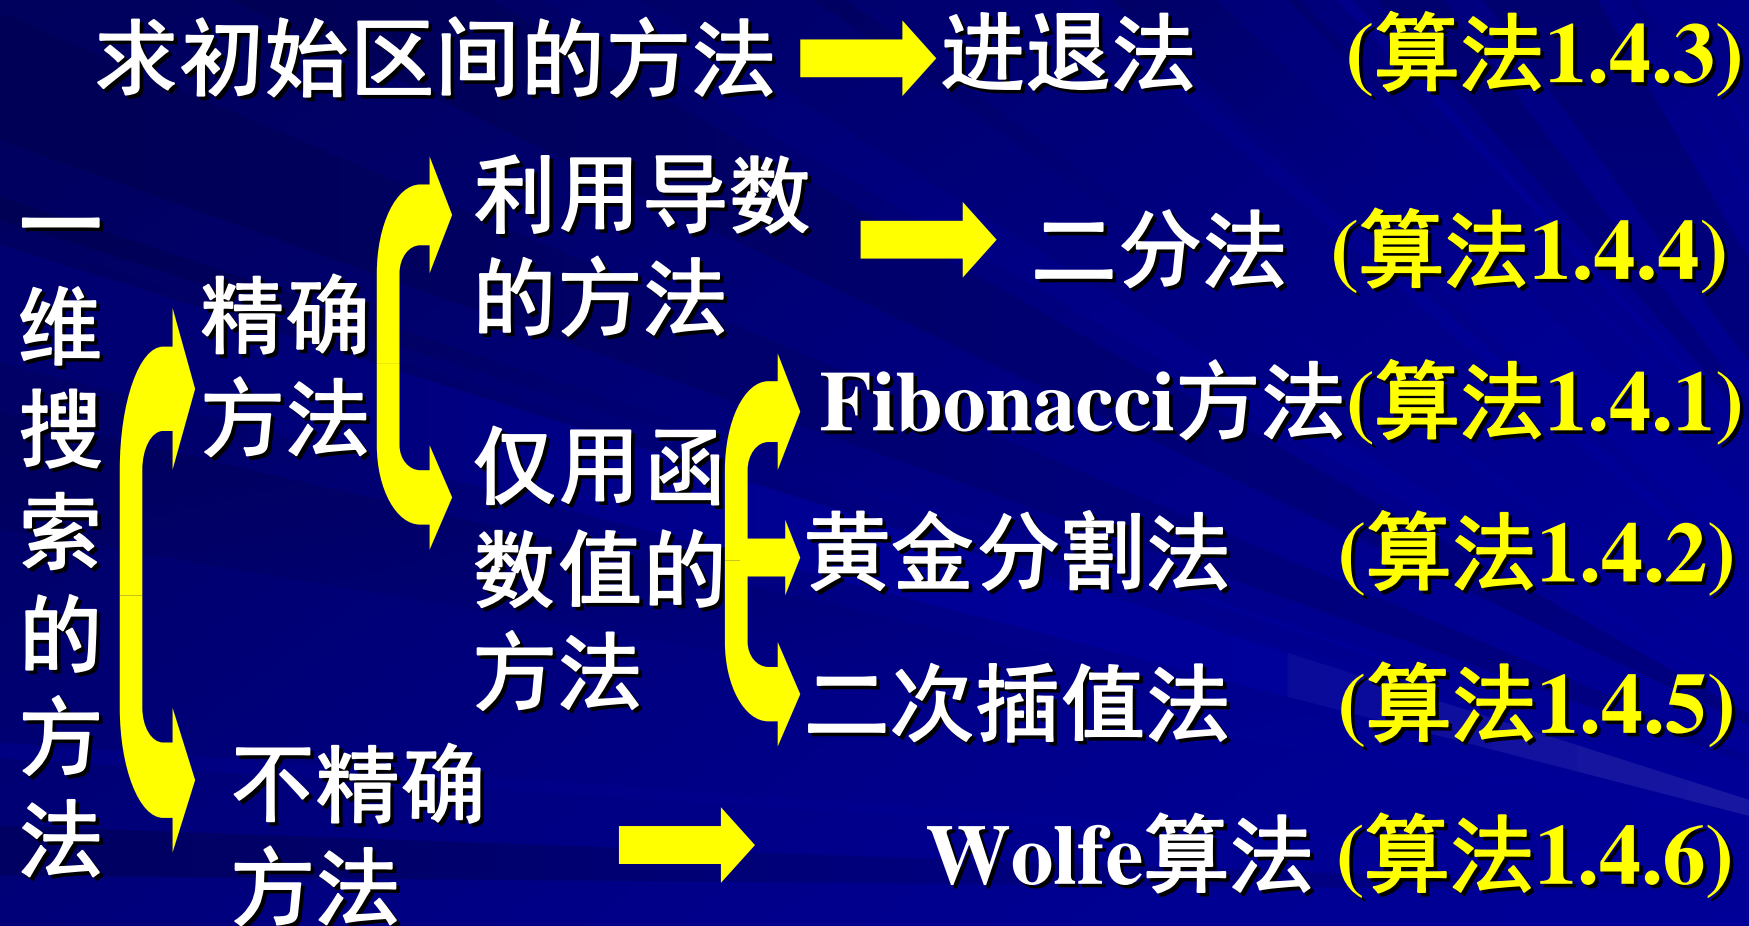 求初始区间的方法 进退法 (算法1.4.3)
一维搜索的方法
精确
方法
利用导数
的方法
二分法 (算法1.4.4)
仅用函
数值的
方法
Fibonacci方法(算法1.4.1)
黄金分割法 (算法1.4.2)
二次插值法 (算法1.4.5)
不精确
方法
Wolfe算法 (算法1.4.6)